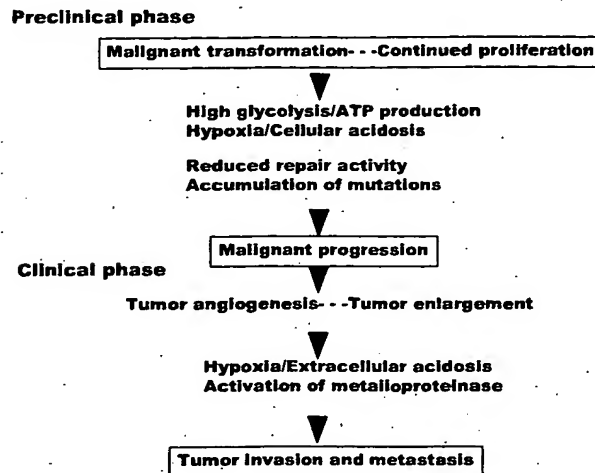 Preclinical phase
Malignant transformation- - -Continued proliferation
High glycolysis/ATP production
Hypoxia/Cellular acidosis
Reduced repair activity
Accumulation of mutations
Malignant progression
Clinical phase
Tumor angiogenesis- - -Tumor enlargement
Hypoxia/Extracellular acidosis
Activation of metalloproteinase
Tumor invasion and metastasis